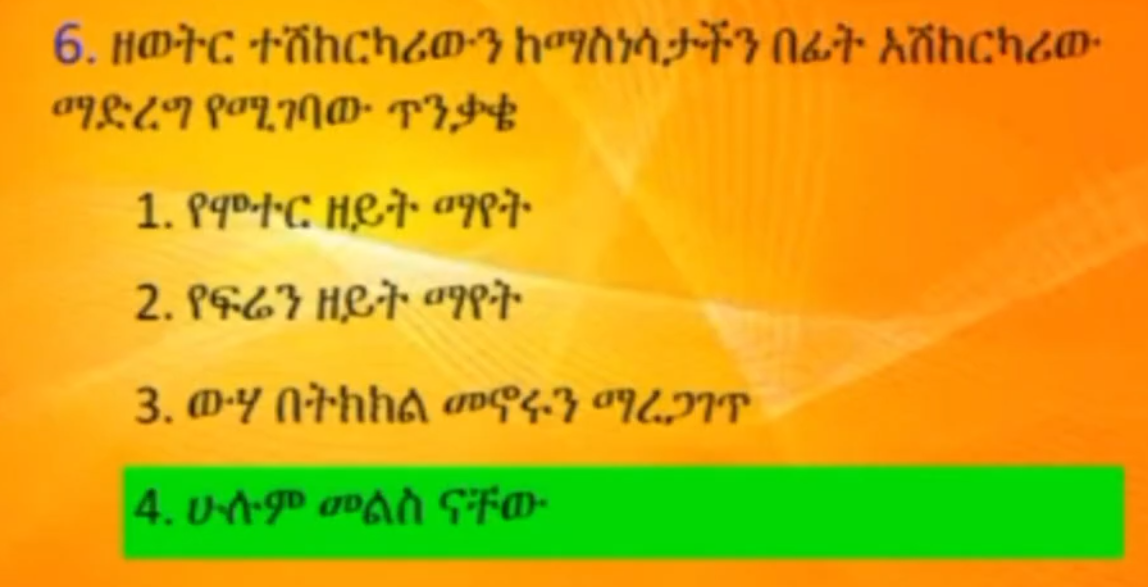 6. ዘወትር ተሽከርካሪውን ከማስነሳታችን በፊት አሽከርካሪው
ማድረግ የሚገባው ጥንቃቄ
1. የሞተር ዘይት ማየት
2. የፍሬን ዘይት ማየት
3. ውሃ በትክክል መኖሩን ማረጋገጥ
4. ሁሉም መልስ ናቸው